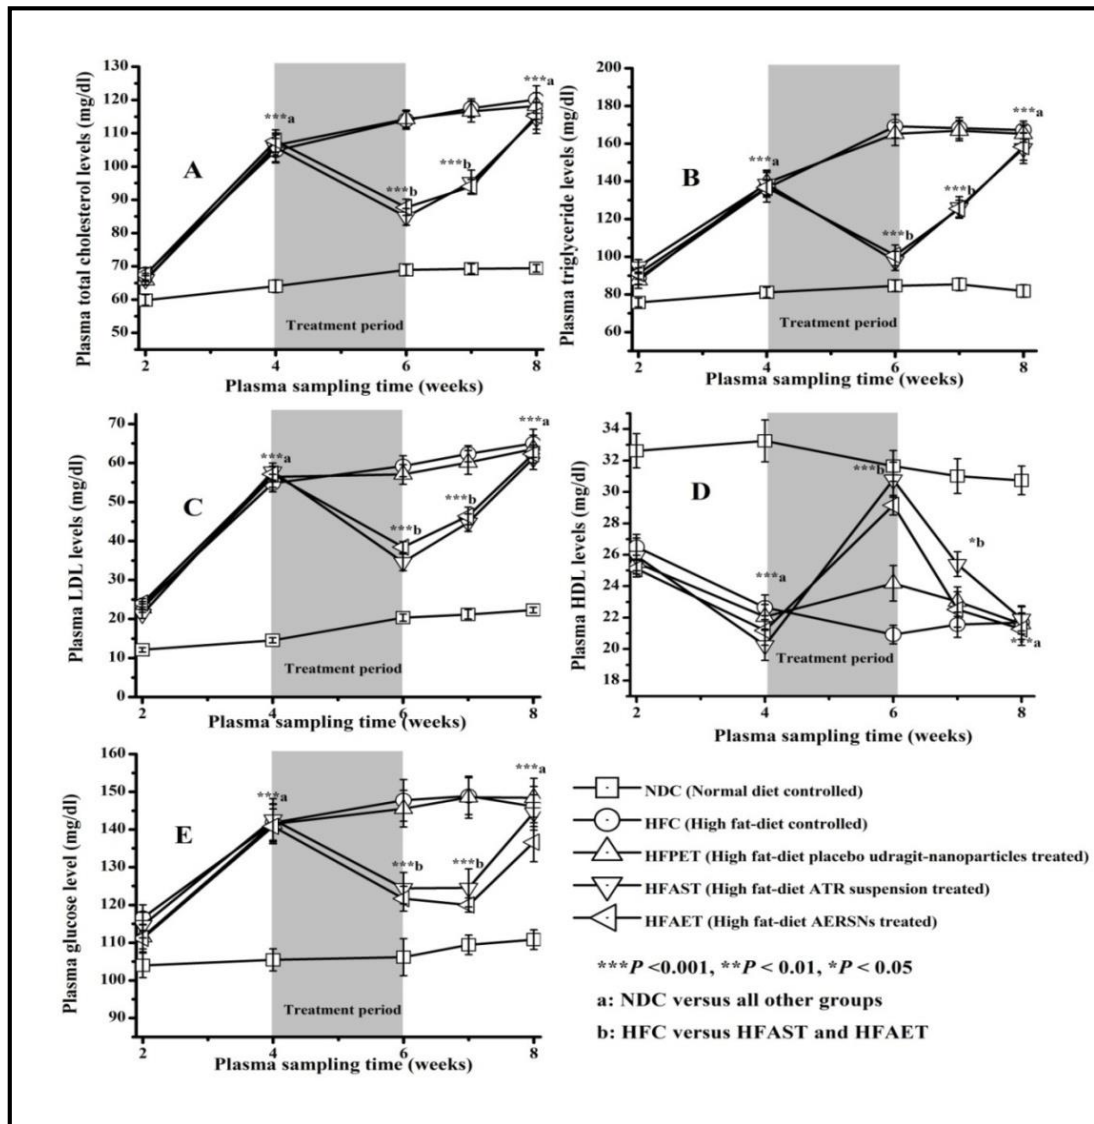 Plasma total cholesterol levels (mg/dl)
130
120
110
100
90
80
70
60
50
***a
***a
A
***b
***b
Treatment period
2
4
6
8
Plasma sampling time (weeks)
Plasma triglyceride levels (mg/dl)
200
180
160
140
120
100
80
60
***a
***a
B
***b
***b
Treatment period
2
4
6
8
Plasma sampling time (weeks)
Plasma LDL levels (mg/dl)
70
60
50
40
30
20
10
0
***a
***a
C
***b
***b
Treatment period
2
4
6
8
Plasma sampling time (weeks)
Plasma HDL levels (mg/dl)
34
32
30
28
26
24
22
20
18
***b
D
*b
***a
***a
Treatment period
2
4
6
8
Plasma sampling time (weeks)
Plasma glucose level (mg/dl)
160
150
140
130
120
110
100
90
***a
***a
E
***b
***b
Treatment period
2
4
6
8
Plasma sampling time (weeks)
NDC (Normal diet controlled)
HFC (High fat-diet controlled)
HFPET (High fat-diet placebo udragit-nanoparticles treated)
HFAST (High fat-diet ATR suspension treated)
HFAET (High fat-diet AERSNs treated)
***P <0.001, **P < 0.01, *P < 0.05
a: NDC versus all other groups
b: HFC versus HFAST and HFAET